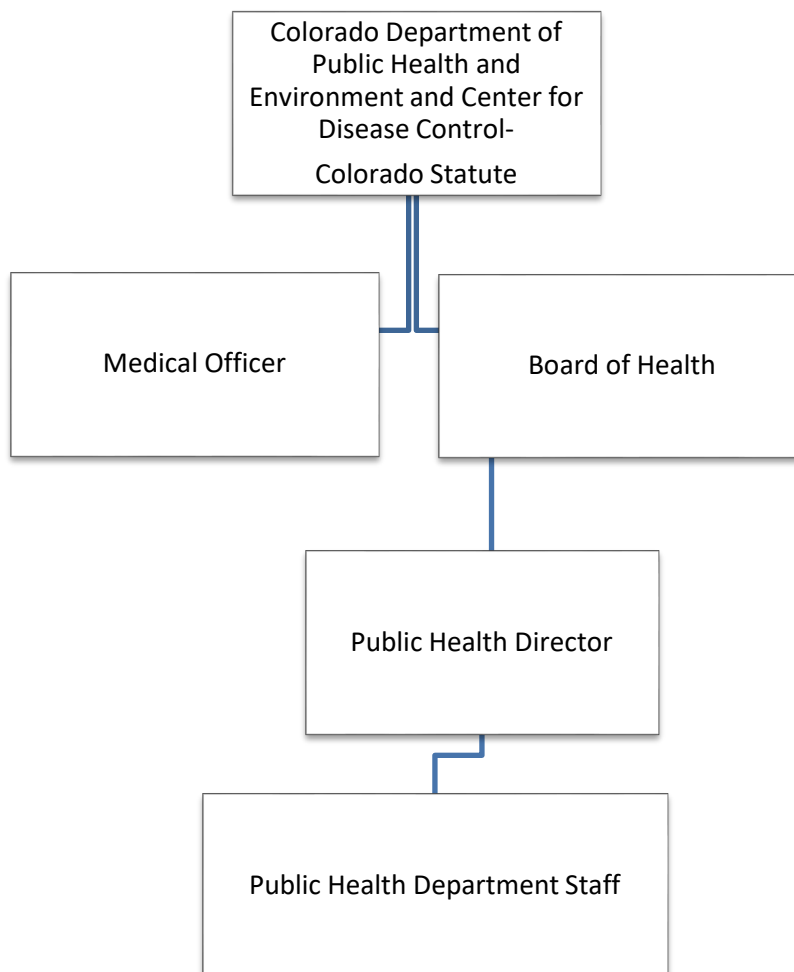 Colorado Department of
Public Health and
Environment and Center for
Disease Control-
Colorado Statute
Medical Officer
Board of Health
Public Health Director
Public Health Department Staff